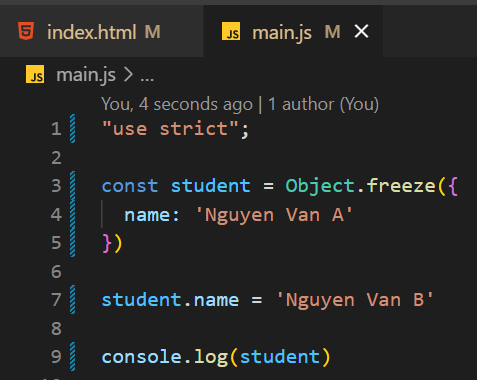 index.html M
JS main.js M
JS main.js > ...
You, 4 seconds ago | 1 author (You)
1 "use strict";
2
3 const student = Object.freeze({
4 name: 'Nguyen Van A'
5 })
6
7 student.name = 'Nguyen Van B'
8
9 console.log(student)